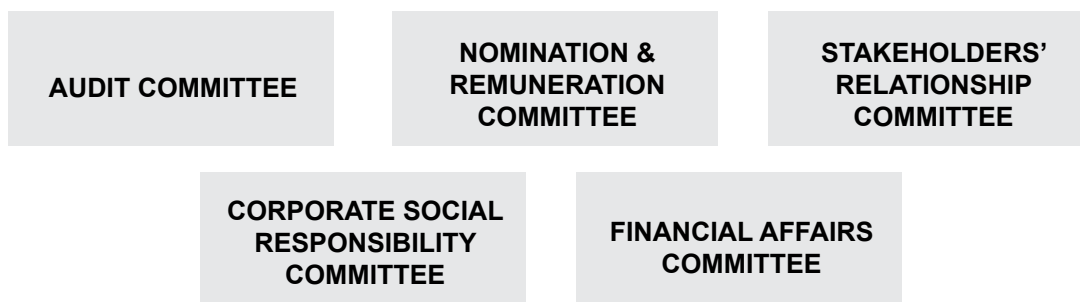 AUDIT COMMITTEE
NOMINATION &
REMUNERATION
COMMITTEE
STAKEHOLDERS’
RELATIONSHIP
COMMITTEE
CORPORATE SOCIAL
RESPONSIBILITY
COMMITTEE
FINANCIAL AFFAIRS
COMMITTEE